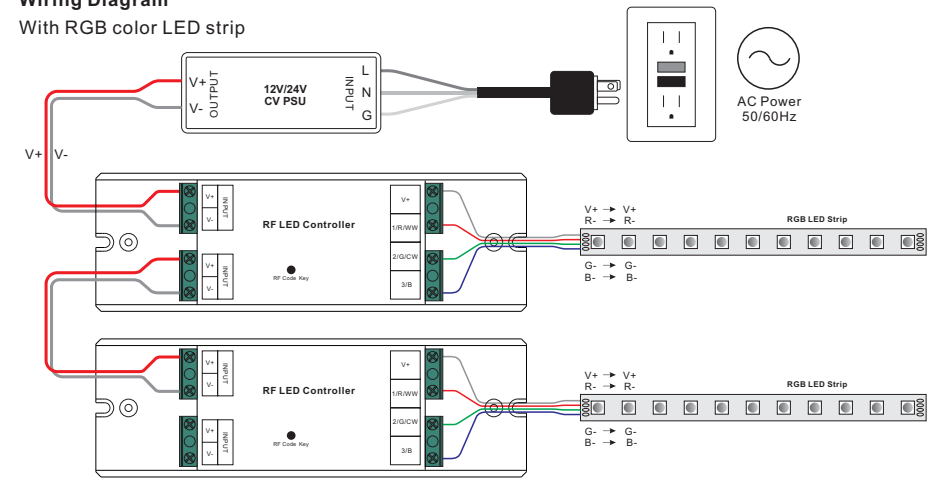 Wiring Diagram
With RGB color LED strip
V+
V-
OUTPUT
12V/24V
CV PSU
INPUT
L
N
G
AC Power
50/60Hz
V+
V-
V+
V-
INPUT
RF LED Controller
V+
1/R/WW
2/G/CW
3/B
V+
V-
INPUT
RF Code Key
V+ → V+
R- → R-
RGB LED Strip
G- → G-
B- → B-
V+
V-
INPUT
RF LED Controller
V+
1/R/WW
2/G/CW
3/B
V+
V-
INPUT
RF Code Key
V+ → V+
R- → R-
RGB LED Strip
G- → G-
B- → B-